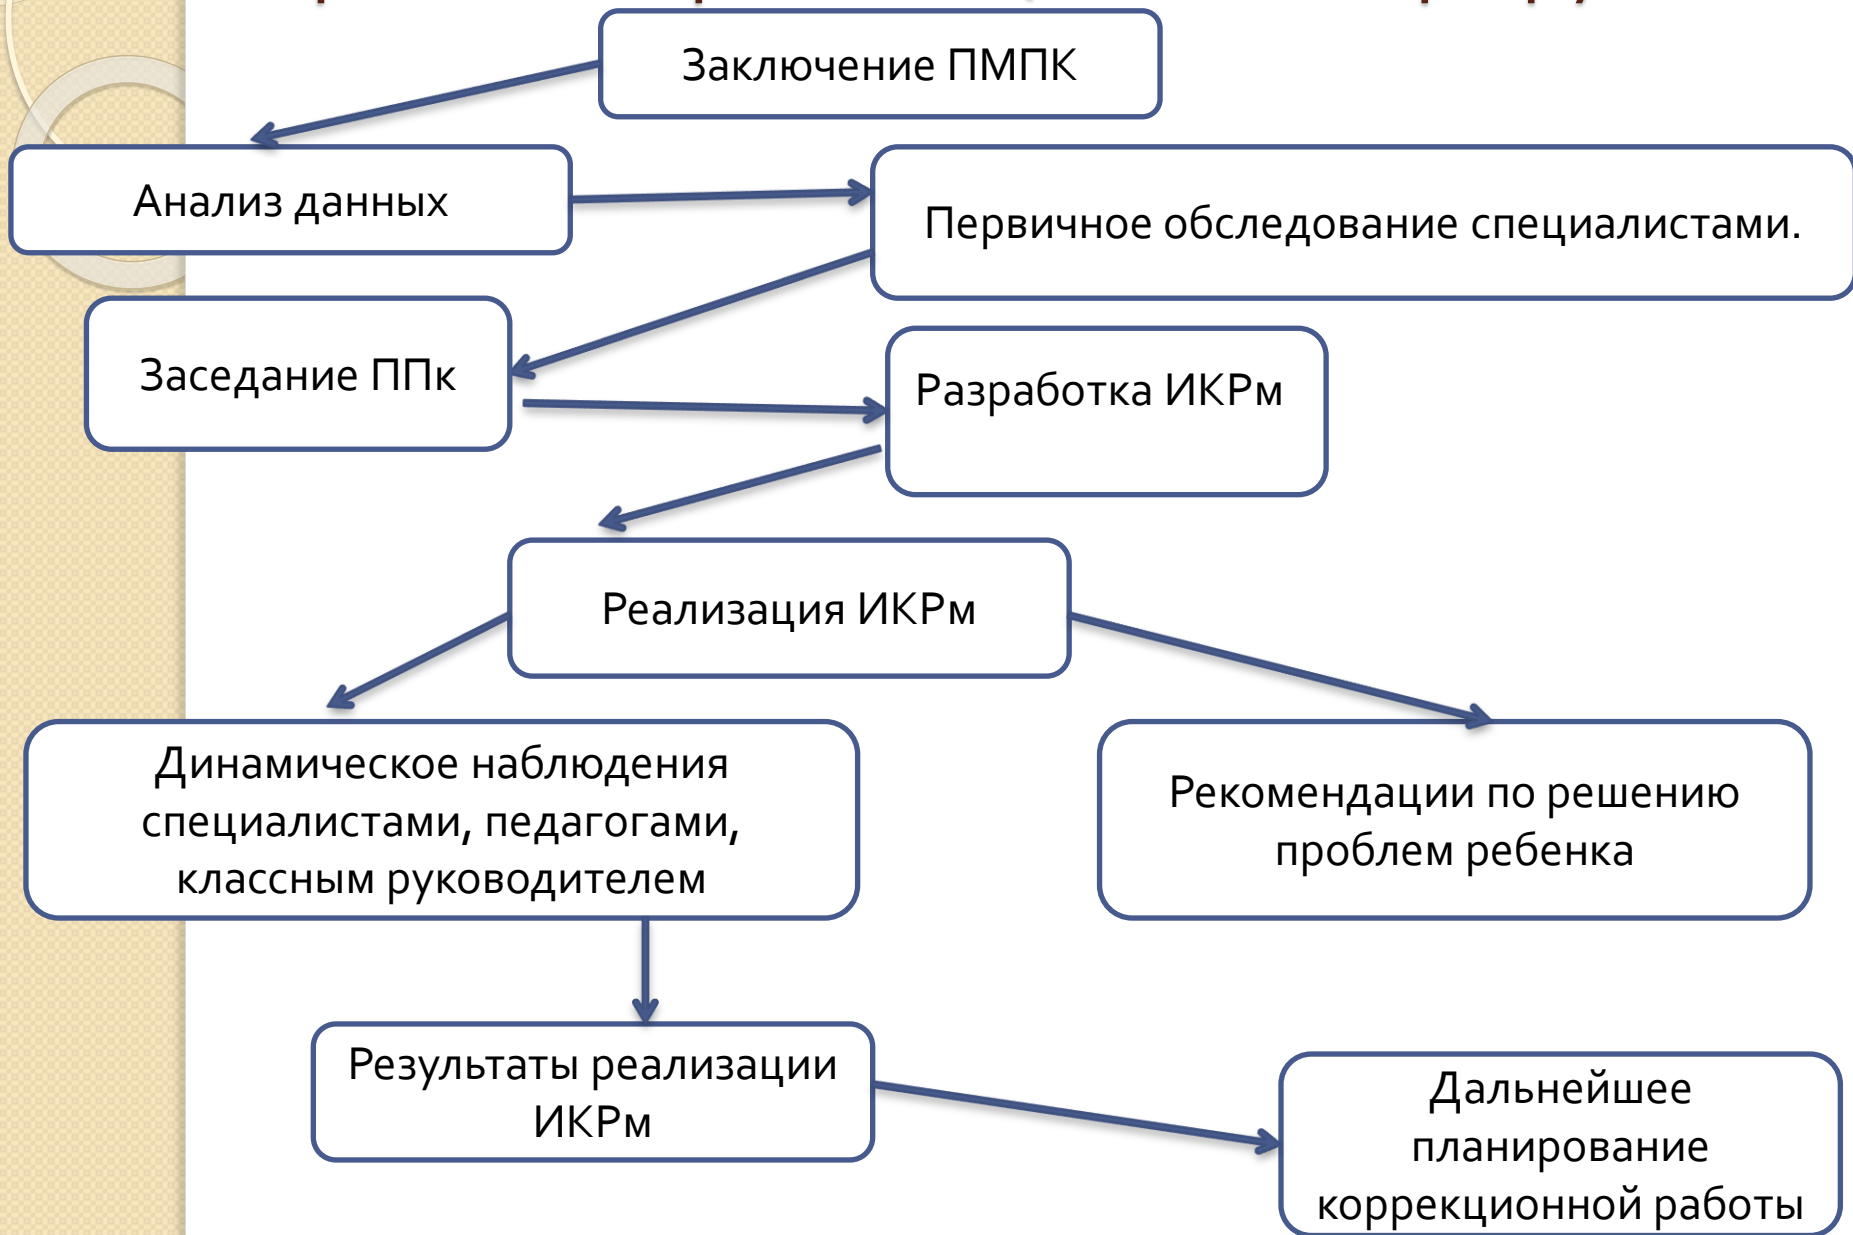 Заключение ПМПК
Анализ данных
Первичное обследование специалистами.
Заседание ППк
Разработка ИКРм
Реализация ИКРм
Динамическое наблюдения
специалистами, педагогами,
классным руководителем
Рекомендации по решению
проблем ребенка
Результаты реализации
ИКРм
Дальнейшее
планирование
коррекционной работы